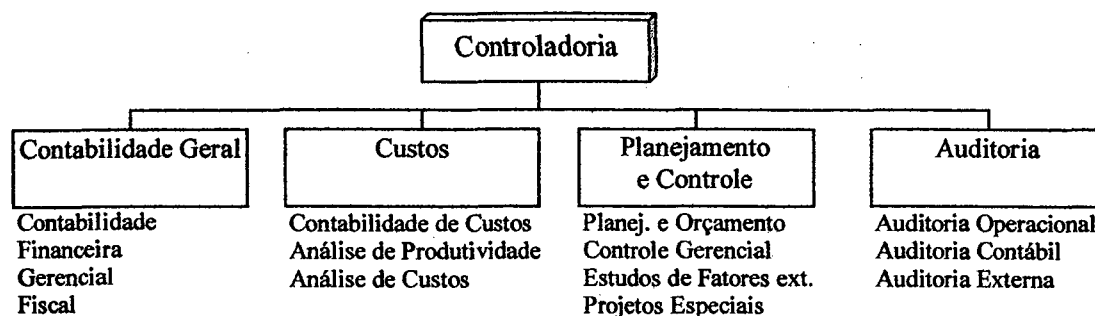 Controladoria
Contabilidade Geral
Contabilidade
Financeira
Gerencial
Fiscal
Custos
Contabilidade de Custos
Análise de Produtividade
Análise de Custos
Planejamento
e Controle
Planej. e Orçamento
Controle Gerencial
Estudos de Fatores ext.
Projetos Especiais
Auditoria
Auditoria Operacional
Auditoria Contábil
Auditoria Externa